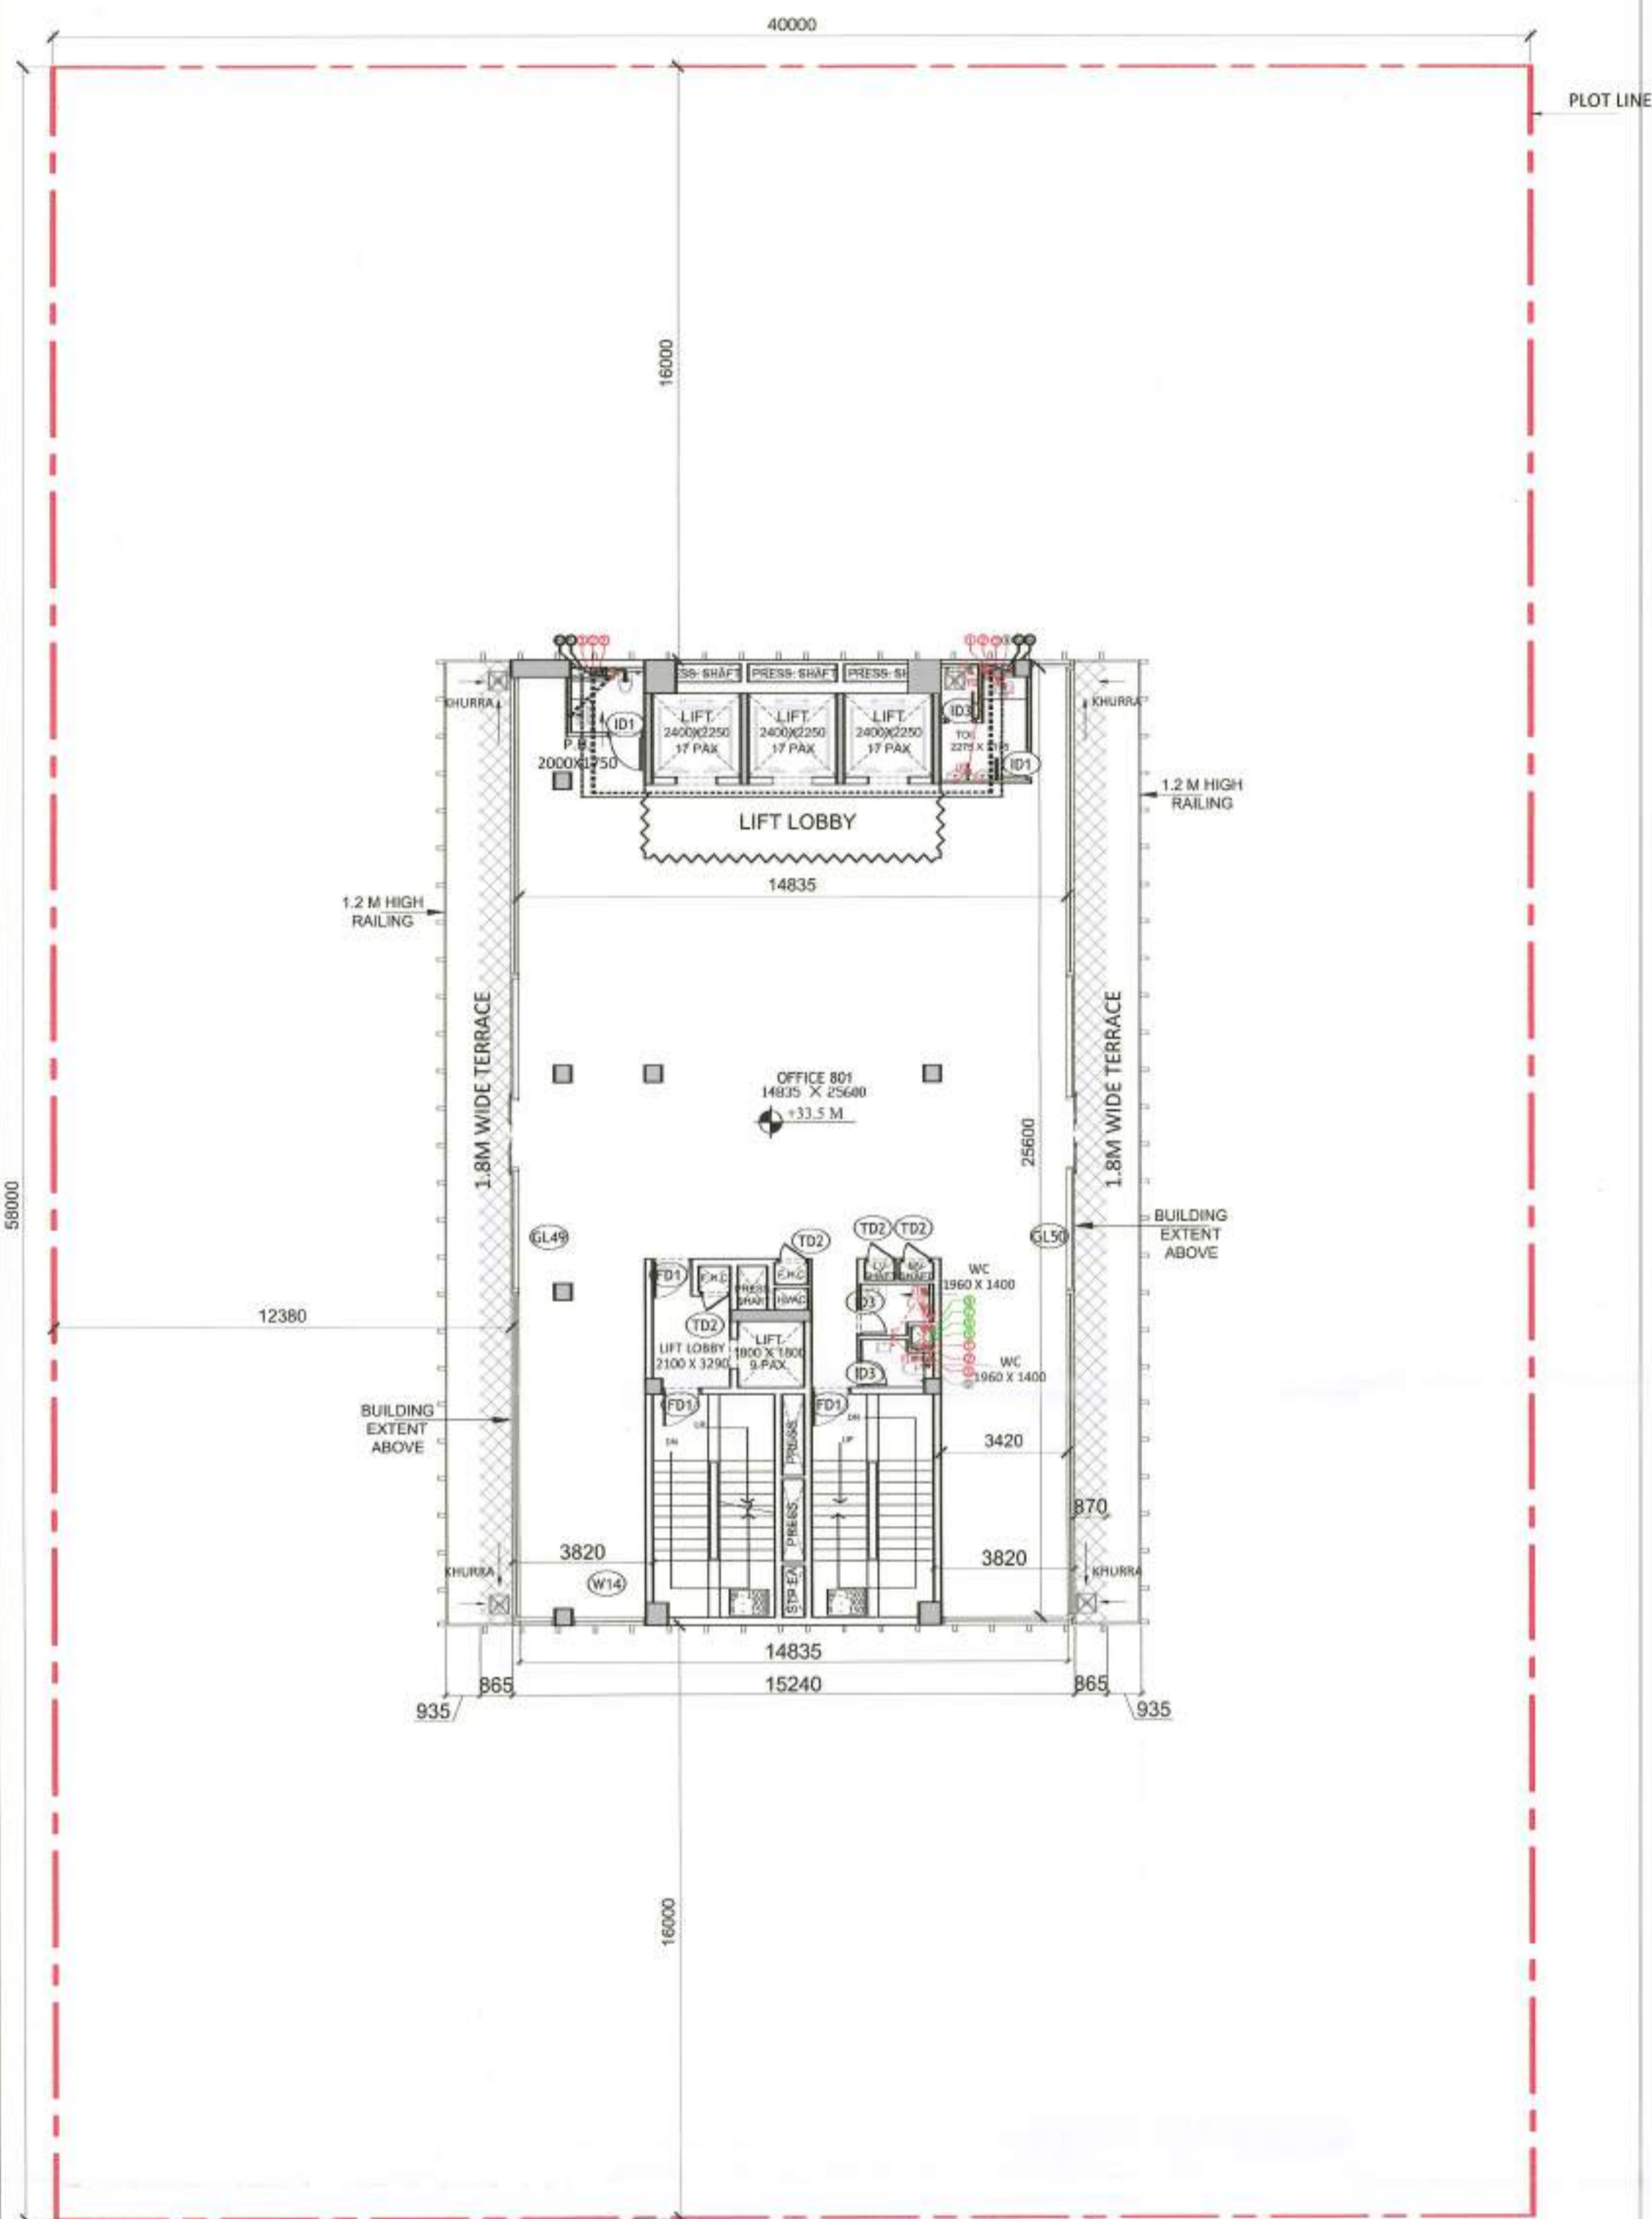 40000
PLOT LINE
16000
KHURRA
PRESS: SHAFT
LIFT
2400X2250
17 PAX
LIFT
2400X2250
17 PAX
LIFT
2400X2250
17 PAX
ID1
ID3
KHURRA
2000X1750
ID1
1.2 M HIGH
RAILING
LIFT LOBBY
14835
1.2 M HIGH
RAILING
1.8M WIDE TERRACE
1.8M WIDE TERRACE
OFFICE 801
14835 X 25600
+33.5 M
25600
58000
GL49
TD2
TD2
TD2
GL50
BUILDING
EXTENT
ABOVE
FD1
F.H.C
F.H.C
WC
1960 X 1400
ID3
12380
TD2
LIFT LOBBY
2100 X 3290
LIFT
1800 X 1800
9 PAX
WC
1960 X 1400
ID3
BUILDING
EXTENT
ABOVE
FD1
FD1
DN
UP
PRESS
3420
PRESS
870
3820
3820
KHURRA
W14
KHURRA
14835
865
15240
865
935
935
16000